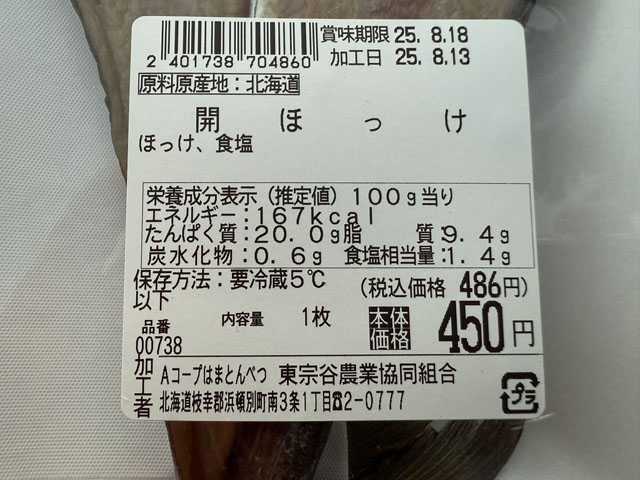 2401738704860
賞味期限 25. 8.18
加工日 25. 8.13
原料原産地：北海道
開ほっけ
ほっけ、食塩
栄養成分表示（推定値）100g当り
エネルギー：167kcal
たんぱく質：20.0g脂質：9.4g
炭水化物：0.6g 食塩相当量：1.4g
保存方法：要冷蔵5℃以下
（税込価格 486円）
品番 00738
内容量 1枚
本体価格 450円
加工者
Aコープはまとんべつ 東宗谷農業協同組合
北海道枝幸郡浜頓別町南3条1丁目☎2-0777
プラ